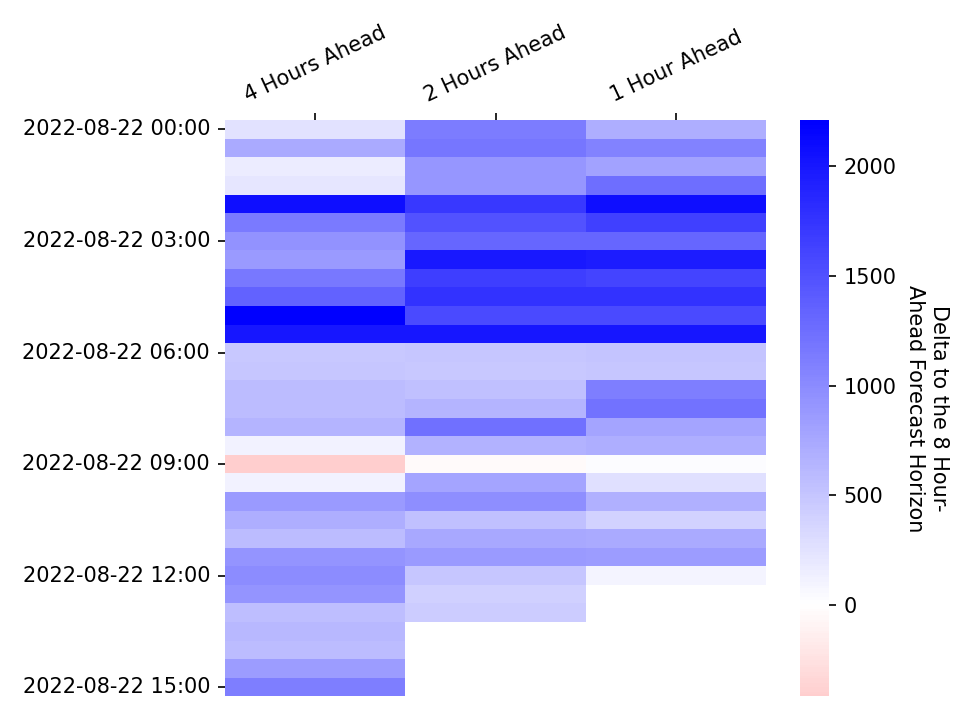 4 Hours Ahead
2 Hours Ahead
1 Hour Ahead
2022-08-22 00:00
2022-08-22 03:00
2022-08-22 06:00
2022-08-22 09:00
2022-08-22 12:00
2022-08-22 15:00
2000
1500
1000
500
0
Delta to the 8 Hour-
Ahead Forecast Horizon